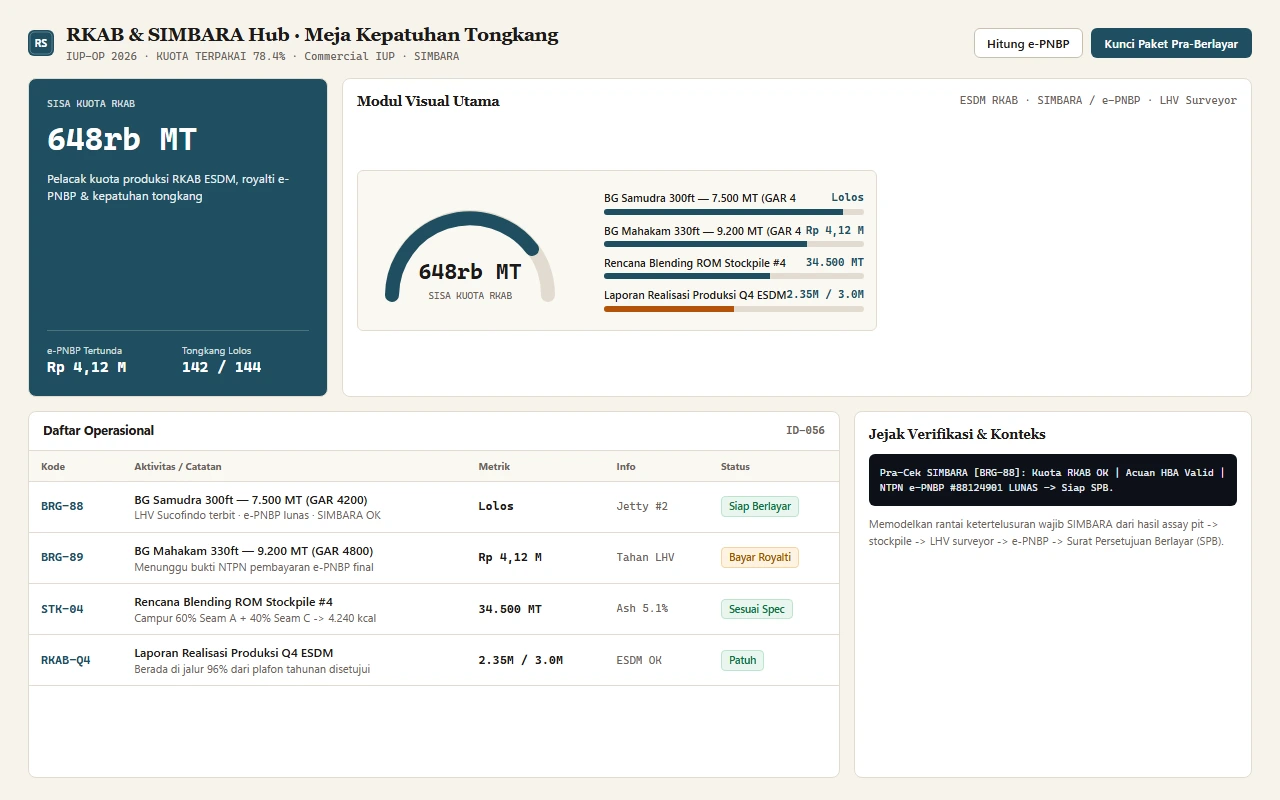 RS
RKAB & SIMBARA Hub · Meja Kepatuhan Tongkang
IUP-OP 2026 · KUOTA TERPAKAI 78.4% · Commercial IUP · SIMBARA
Hitung e-PNBP
Kunci Paket Pra-Berlayar
SISA KUOTA RKAB
648rb MT
Pelacak kuota produksi RKAB ESDM, royalti e-
PNBP & kepatuhan tongkang
e-PNBP Tertunda
Rp 4,12 M
Tongkang Lolos
142 / 144
Modul Visual Utama
ESDM RKAB · SIMBARA / e-PNBP · LHV Surveyor
648rb MT
SISA KUOTA RKAB
BG Samudra 300ft — 7.500 MT (GAR 4
Lolos
BG Mahakam 330ft — 9.200 MT (GAR 4
Rp 4,12 M
Rencana Blending ROM Stockpile #4
34.500 MT
Laporan Realisasi Produksi Q4 ESDM
2.35M / 3.0M
Daftar Operasional
ID-056
Kode
Aktivitas / Catatan
Metrik
Info
Status
BRG-88
BG Samudra 300ft — 7.500 MT (GAR 4200)
LHV Sucofindo terbit · e-PNBP lunas · SIMBARA OK
Lolos
Jetty #2
Siap Berlayar
BRG-89
BG Mahakam 330ft — 9.200 MT (GAR 4800)
Menunggu bukti NTPN pembayaran e-PNBP final
Rp 4,12 M
Tahan LHV
Bayar Royalti
STK-04
Rencana Blending ROM Stockpile #4
Campur 60% Seam A + 40% Seam C -> 4.240 kcal
34.500 MT
Ash 5.1%
Sesuai Spec
RKAB-Q4
Laporan Realisasi Produksi Q4 ESDM
Berada di jalur 96% dari plafon tahunan disetujui
2.35M / 3.0M
ESDM OK
Patuh
Jejak Verifikasi & Konteks
Pra-Cek SIMBARA [BRG-88]: Kuota RKAB OK | Acuan HBA Valid |
NTPN e-PNBP #88124901 LUNAS -> Siap SPB.
Memodelkan rantai ketertelusuran wajib SIMBARA dari hasil assay pit ->
stockpile -> LHV surveyor -> e-PNBP -> Surat Persetujuan Berlayar (SPB).